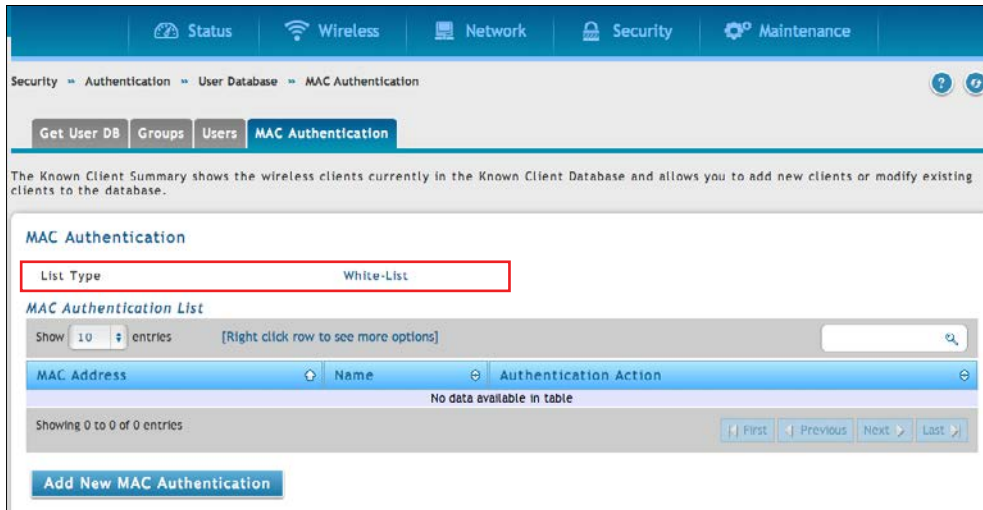 Status Wireless Network Security Maintenance
Security » Authentication » User Database » MAC Authentication
Get User DB Groups Users MAC Authentication
The Known Client Summary shows the wireless clients currently in the Known Client Database and allows you to add new clients or modify existing
clients to the database.
MAC Authentication
List Type White-List
MAC Authentication List
Show 10 entries [Right click row to see more options]
MAC Address Name Authentication Action
No data available in table
Showing 0 to 0 of 0 entries First Previous Next Last
Add New MAC Authentication